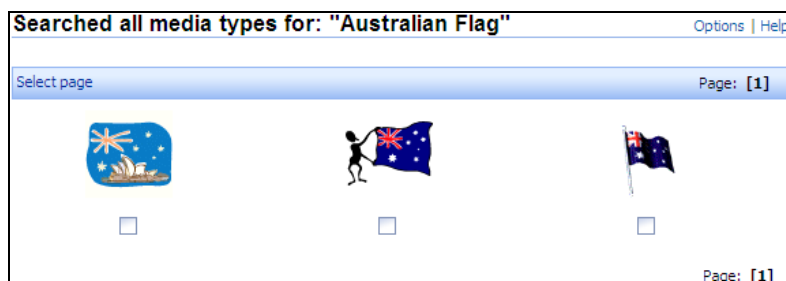 Searched all media types for: "Australian Flag" Options | Help
Select page Page: [1]
Page: [1]